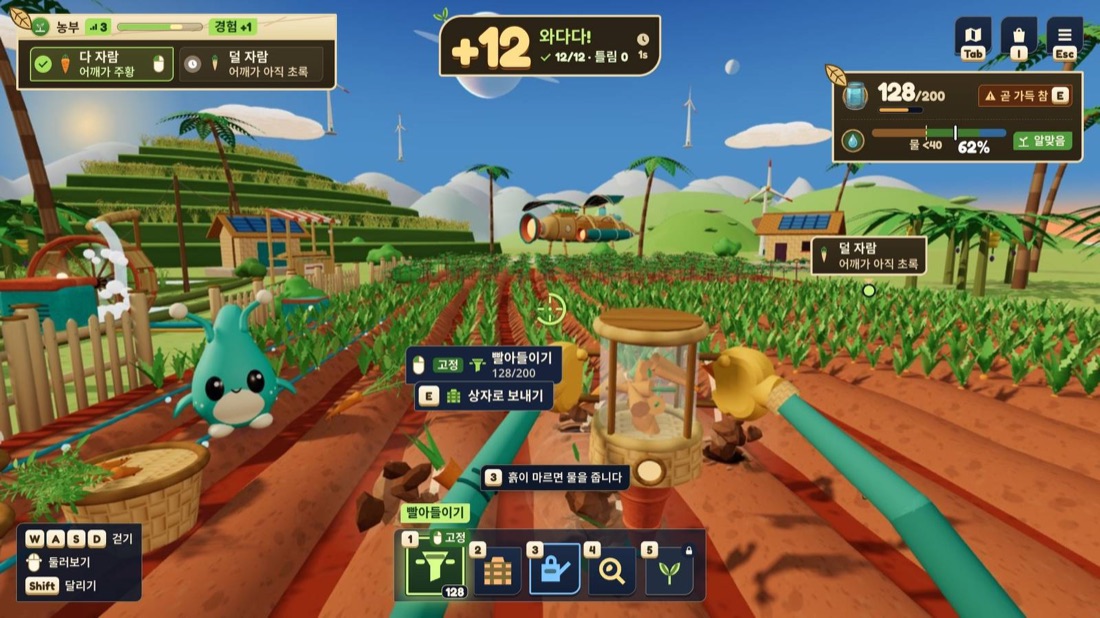 농부 3 경험 +1
다 자람
어깨가 주황
덜 자람
어깨가 아직 초록
+12 와다다!
12/12 · 틀림 0 1s
Tab I Esc
128/200 곧 가득 참 E
물 <40 62% 알맞음
덜 자람
어깨가 아직 초록
고정 빨아들이기
128/200
E 상자로 보내기
3 흙이 마르면 물을 줍니다
빨아들이기
1 고정 2 3 4 5
128
W A S D 걷기
둘러보기
Shift 달리기